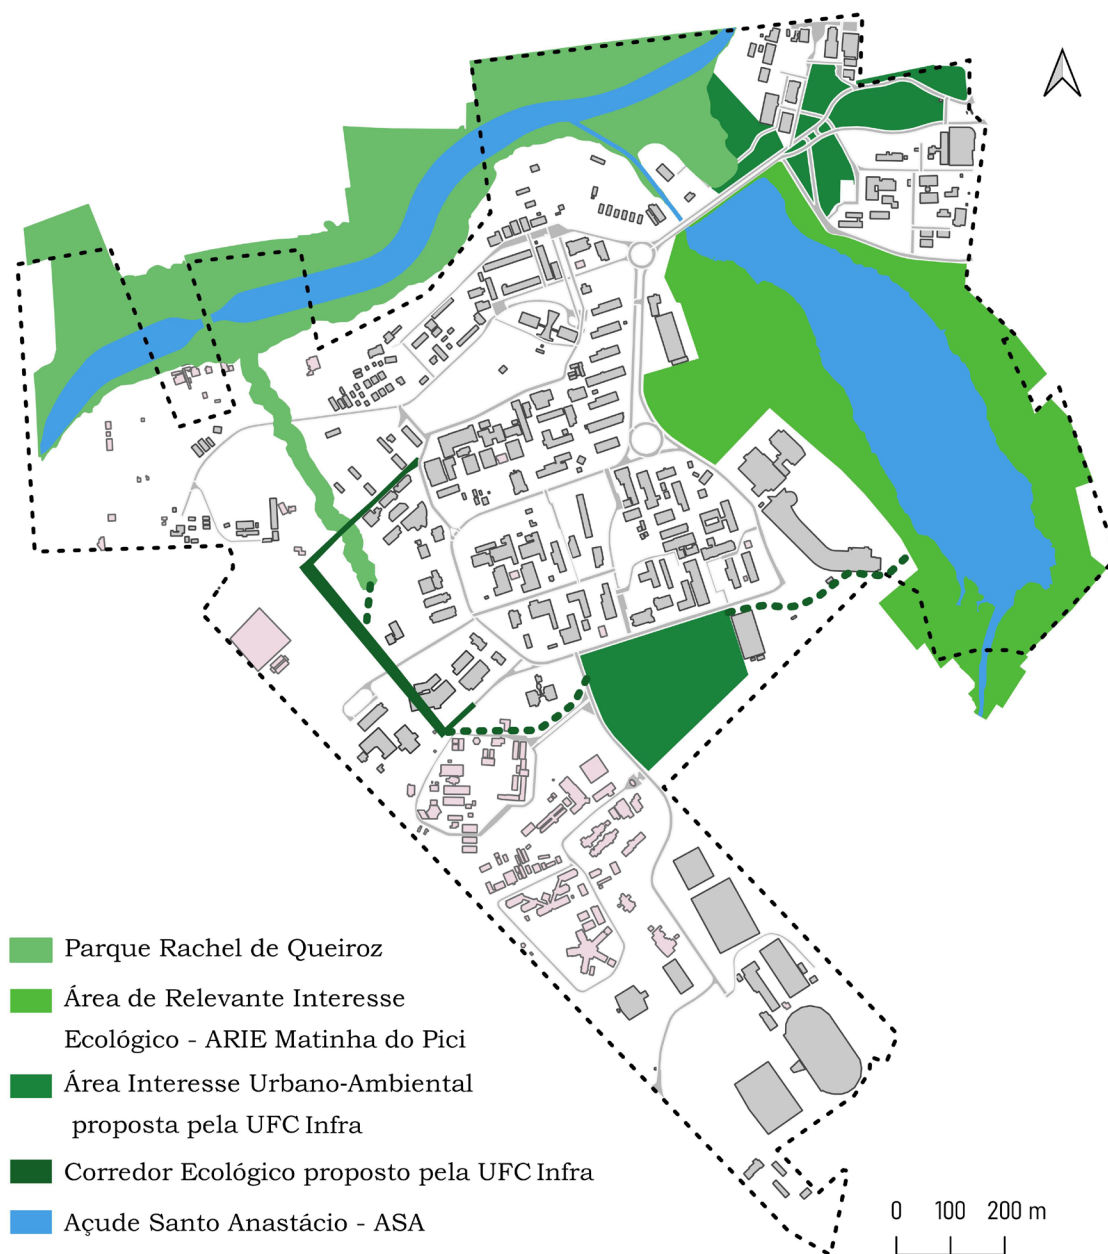 Parque Rachel de Queiroz
Área de Relevante Interesse
Ecológico - ARIE Matinha do Pici
Área Interesse Urbano-Ambiental
proposta pela UFC Infra
Corredor Ecológico proposto pela UFC Infra
Açude Santo Anastácio - ASA
0 100 200 m